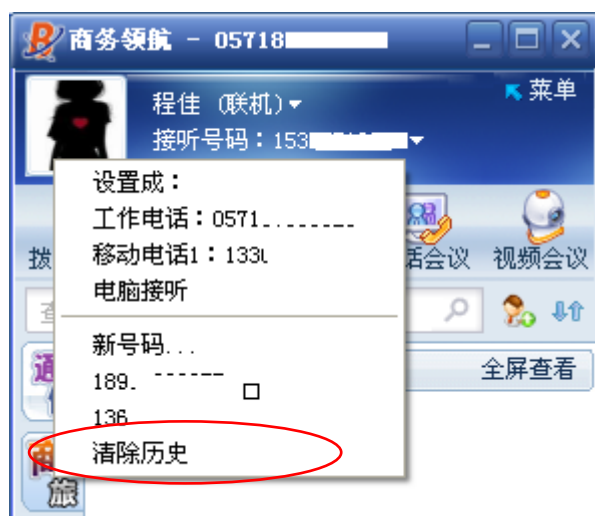 商务领航 - 05718
菜单
程佳 (联机)
接听号码：153
设置成：
工作电话：0571
移动电话1：133
电脑接听
新号码...
189.
136
清除历史
拨
话会议
视频会议
查
全屏查看
通
商
旅